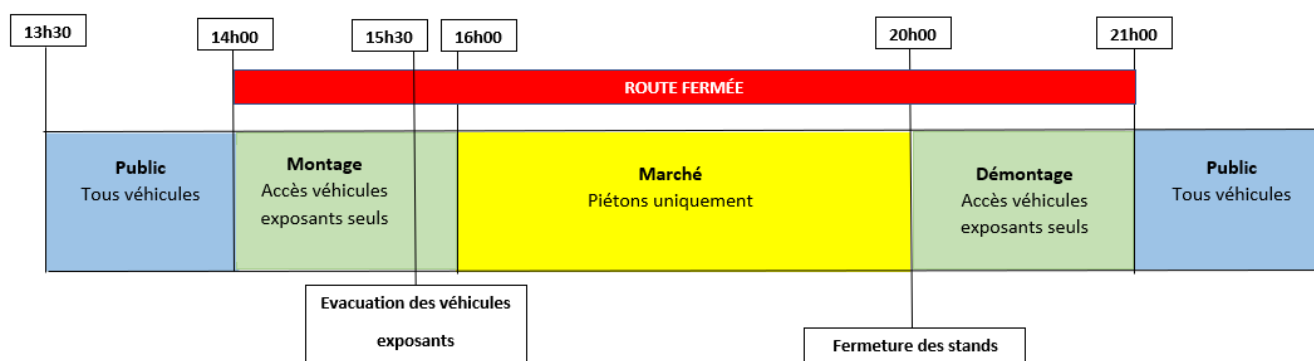 13h30
14h00
15h30
16h00
20h00
21h00
ROUTE FERMÉE
Public
Tous véhicules
Montage
Accès véhicules
exposants seuls
Marché
Piétons uniquement
Démontage
Accès véhicules
exposants seuls
Public
Tous véhicules
Evacuation des véhicules
exposants
Fermeture des stands